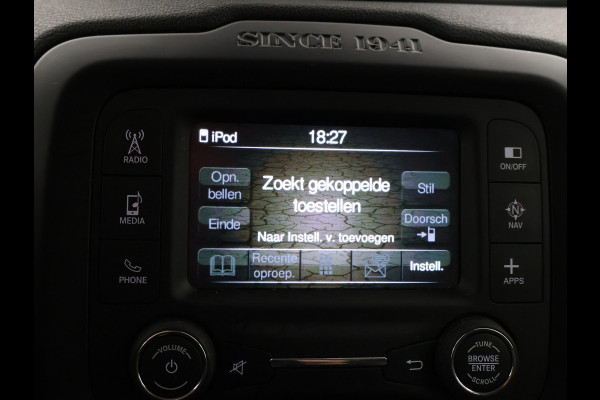 SINCE 1941
iPod 18:27
RADIO
MEDIA
PHONE
Opn. bellen
Einde
Zoekt gekoppelde
toestellen
Naar Instell. v. toevoegen
Stil
Doorsch
Recente
oproep.
Instell.
ON/OFF
NAV
APPS
VOLUME
TUNE
BROWSE
ENTER
SCROLL